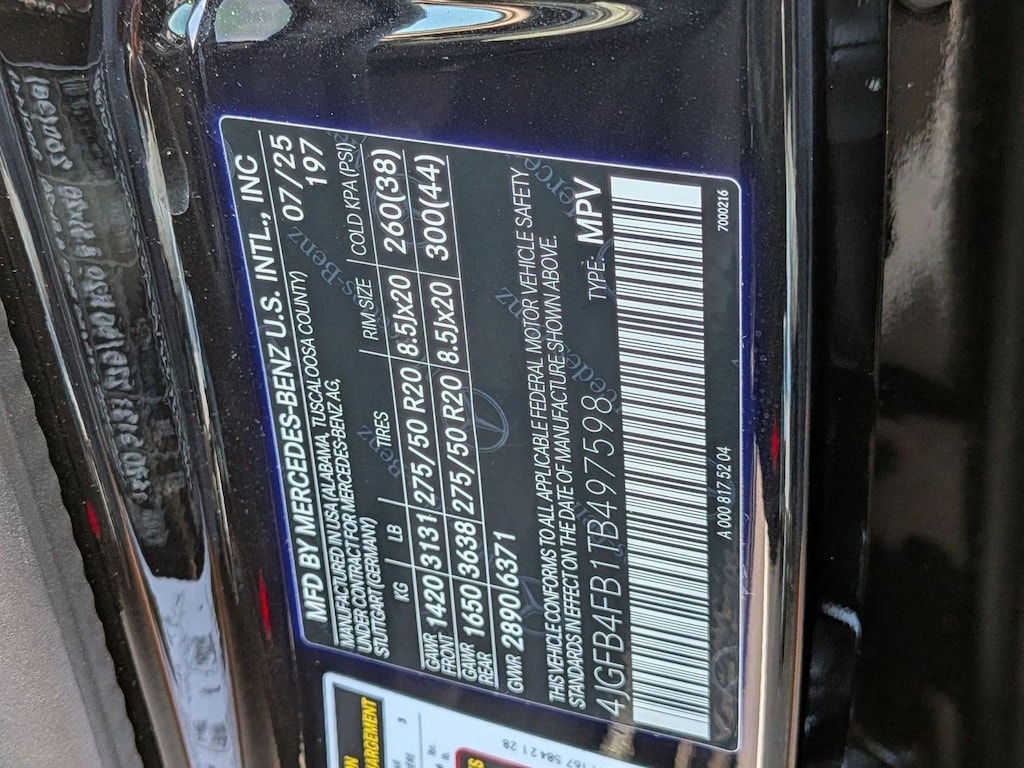 MFD BY MERCEDES-BENZ U.S. INTL., INC
MANUFACTURED IN USA (ALABAMA, TUSCALOOSA COUNTY) 07/25
UNDER CONTRACT FOR MERCEDES-BENZ AG, 197
STUTTGART (GERMANY)
KG LB TIRES RIM SIZE COLD KPA (PSI)
GAWR FRONT 1420 3131 275/50 R20 8.5Jx20 260(38)
GAWR REAR 1650 3638 275/50 R20 8.5Jx20 300(44)
GVWR 2890 6371
THIS VEHICLE CONFORMS TO ALL APPLICABLE FEDERAL MOTOR VEHICLE SAFETY
STANDARDS IN EFFECT ON THE DATE OF MANUFACTURE SHOWN ABOVE.
4JGFB4FB1TB497598 TYPE: MPV
A 000 817 52 04 7000216
167 584 21 28